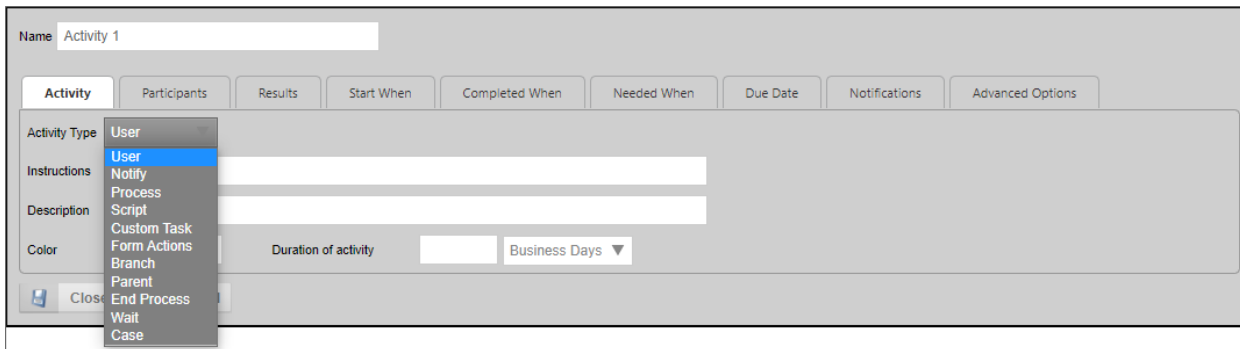 Name Activity 1
Activity Participants Results Start When Completed When Needed When Due Date Notifications Advanced Options
Activity Type User
User
Instructions
Notify
Process
Script
Description
Custom Task
Form Actions
Color Duration of activity Business Days
Branch
Parent
Close
End Process
Wait
Case